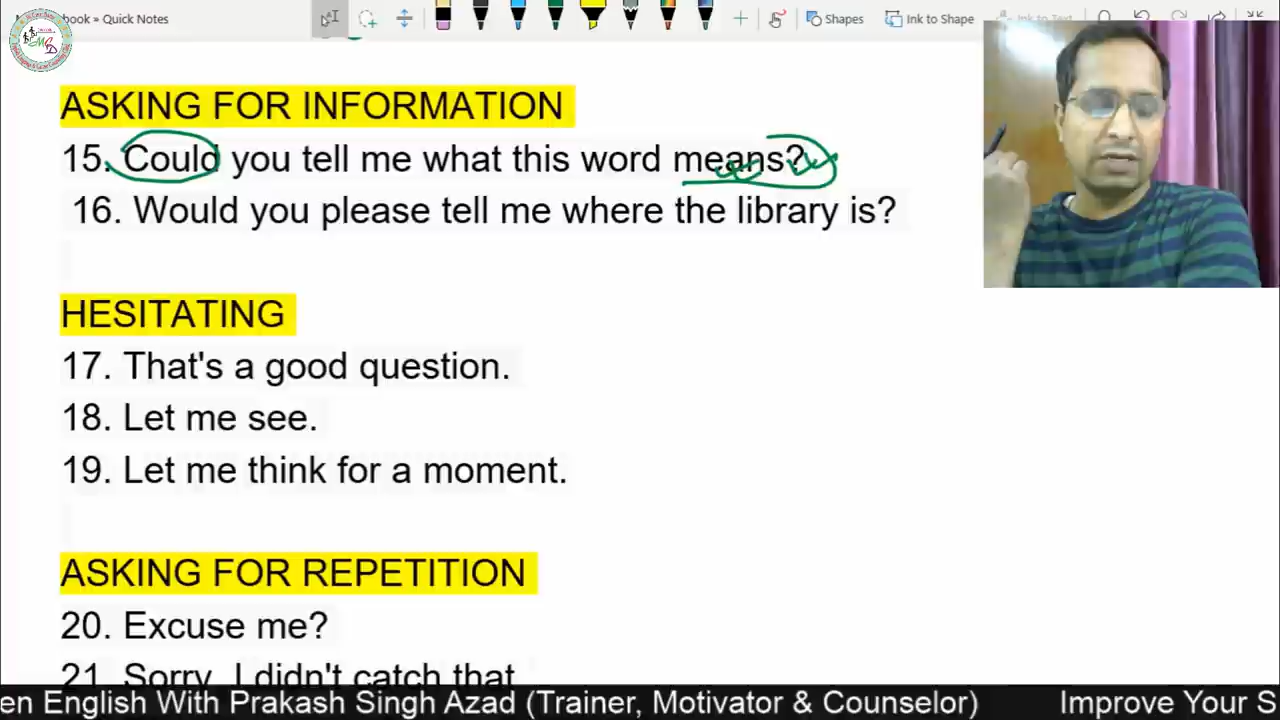 book » Quick Notes
Shapes
Ink to Shape
Ink to Text
ASKING FOR INFORMATION
15. Could you tell me what this word means?
16. Would you please tell me where the library is?
HESITATING
17. That's a good question.
18. Let me see.
19. Let me think for a moment.
ASKING FOR REPETITION
20. Excuse me?
21. Sorry, I didn't catch that
en English With Prakash Singh Azad (Trainer, Motivator & Counselor) Improve Your S